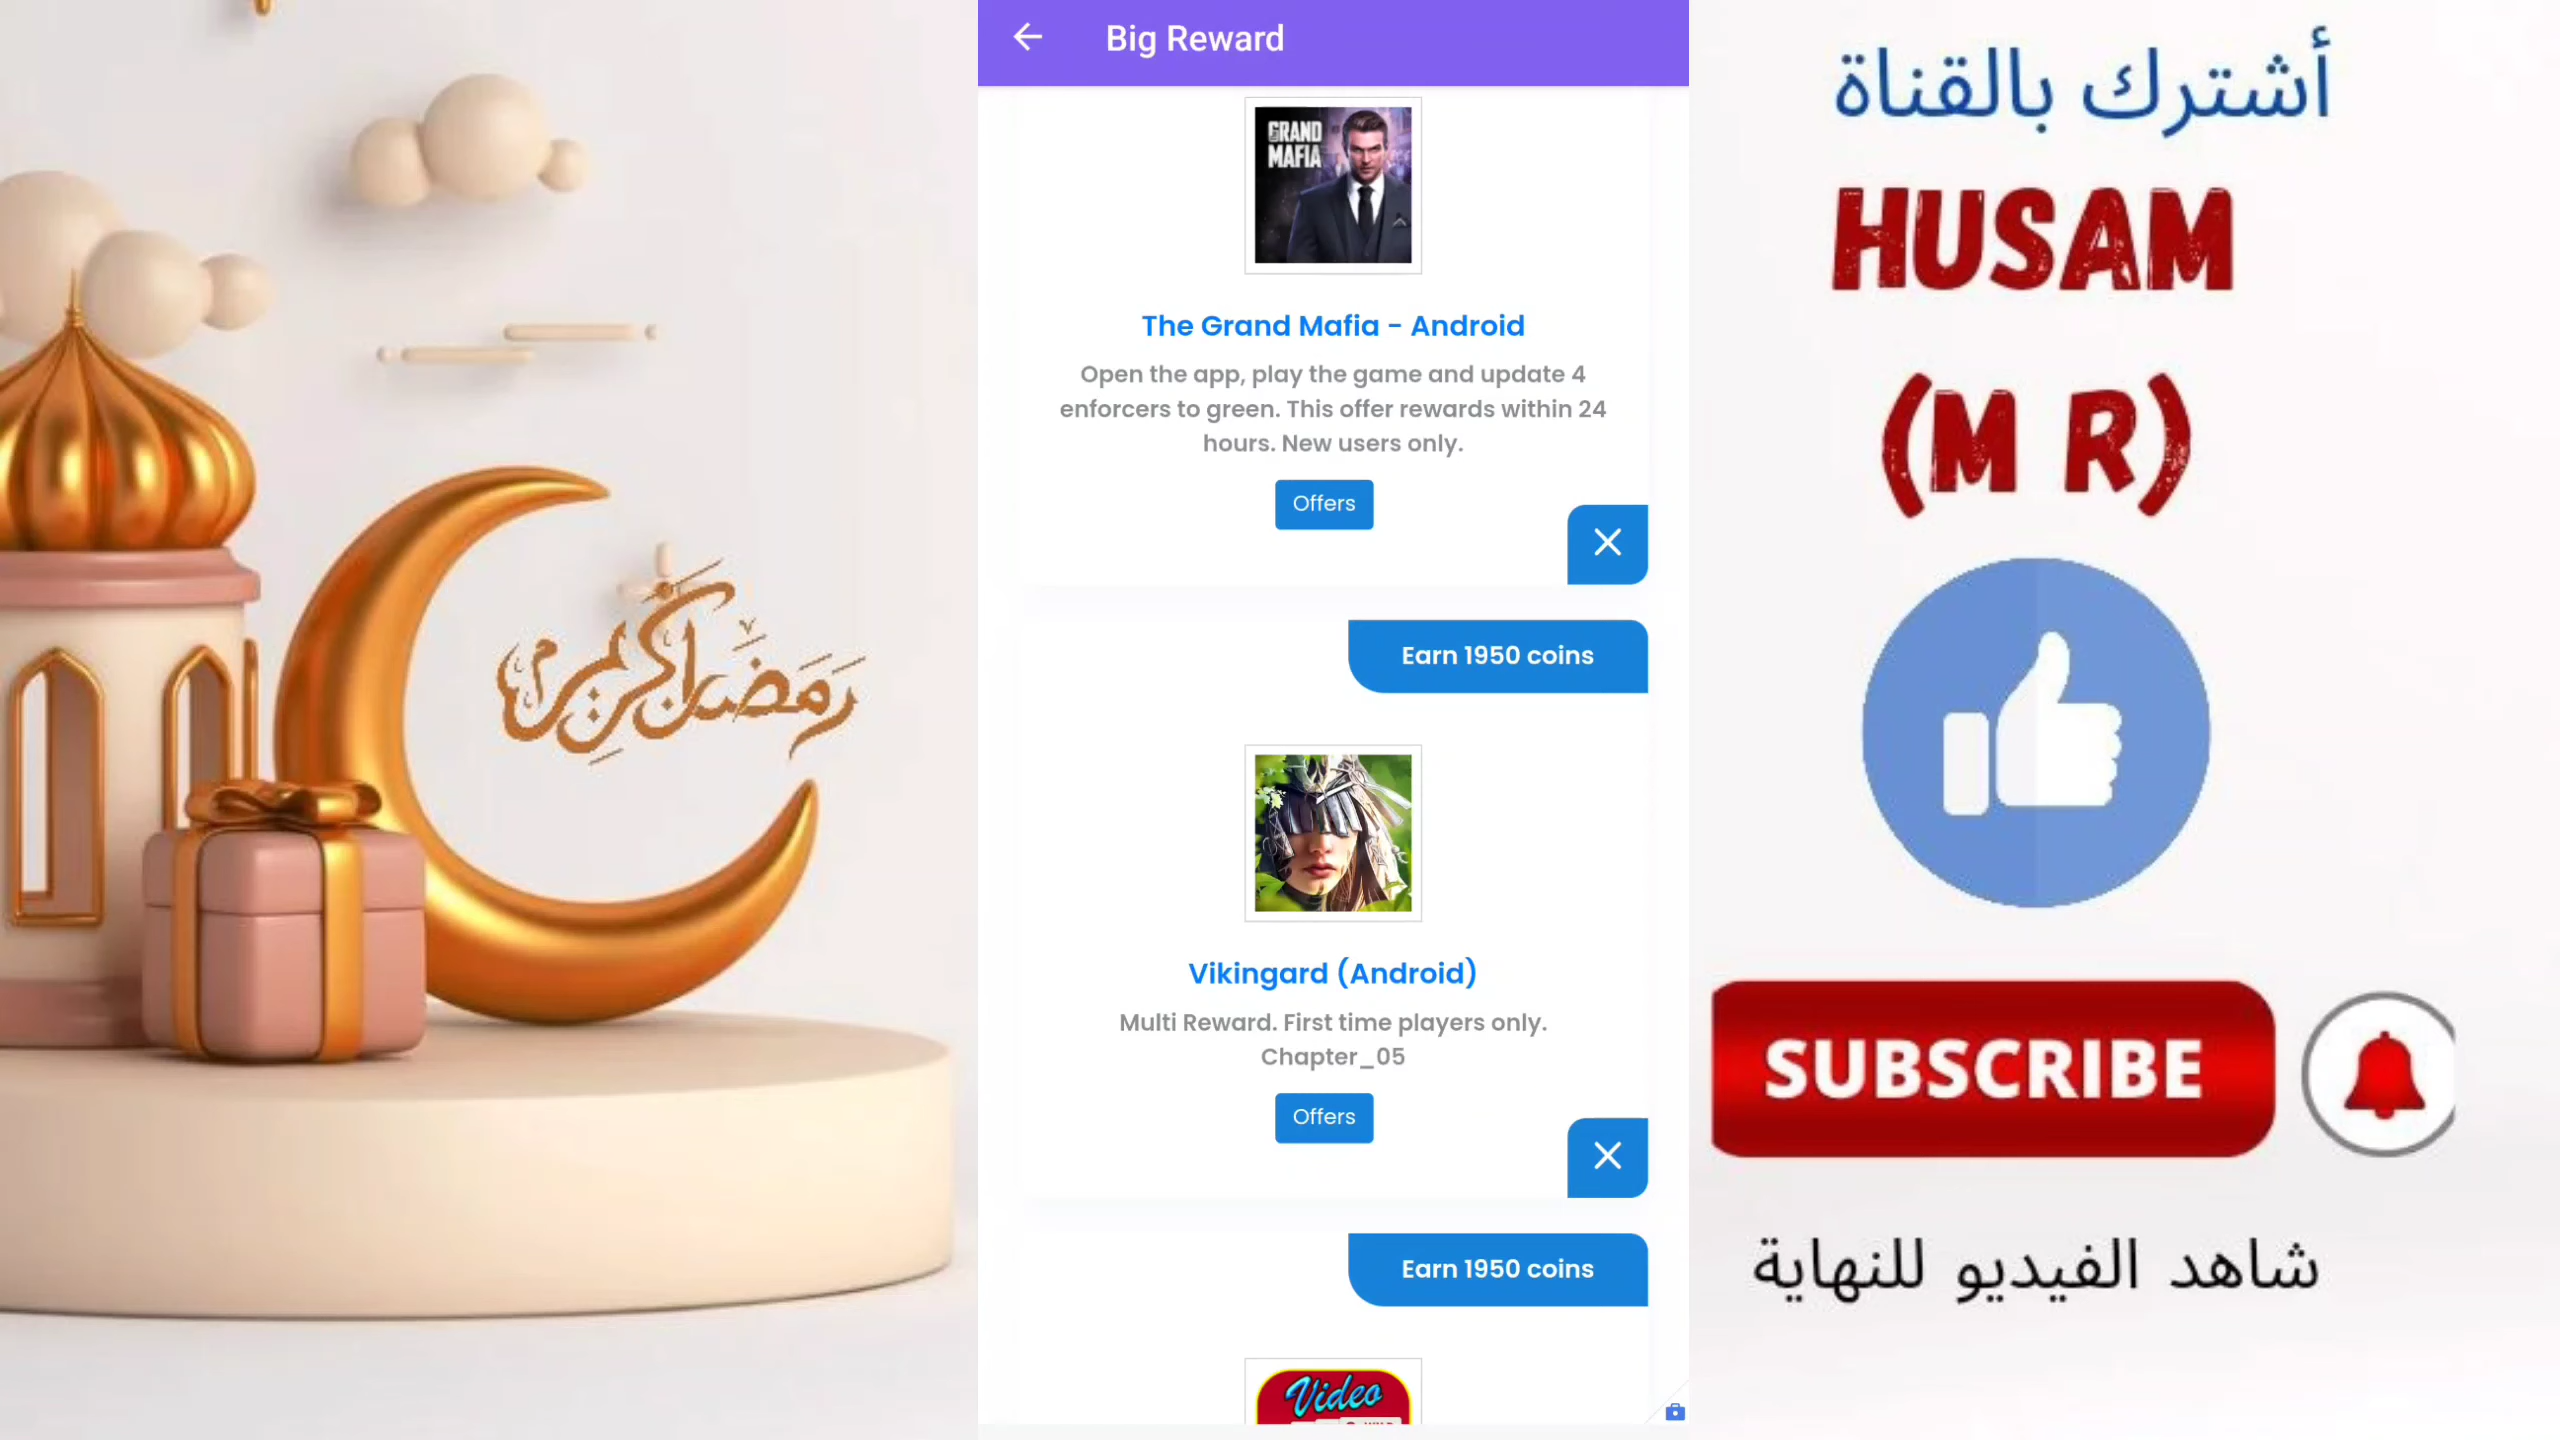 رمضان كريم
Big Reward
GRAND
MAFIA
The Grand Mafia - Android
Open the app, play the game and update 4
enforcers to green. This offer rewards within 24
hours. New users only.
Offers
Earn 1950 coins
Vikingard (Android)
Multi Reward. First time players only.
Chapter_05
Offers
Earn 1950 coins
Video
أشترك بالقناة
HUSAM
(M R)
SUBSCRIBE
شاهد الفيديو للنهاية